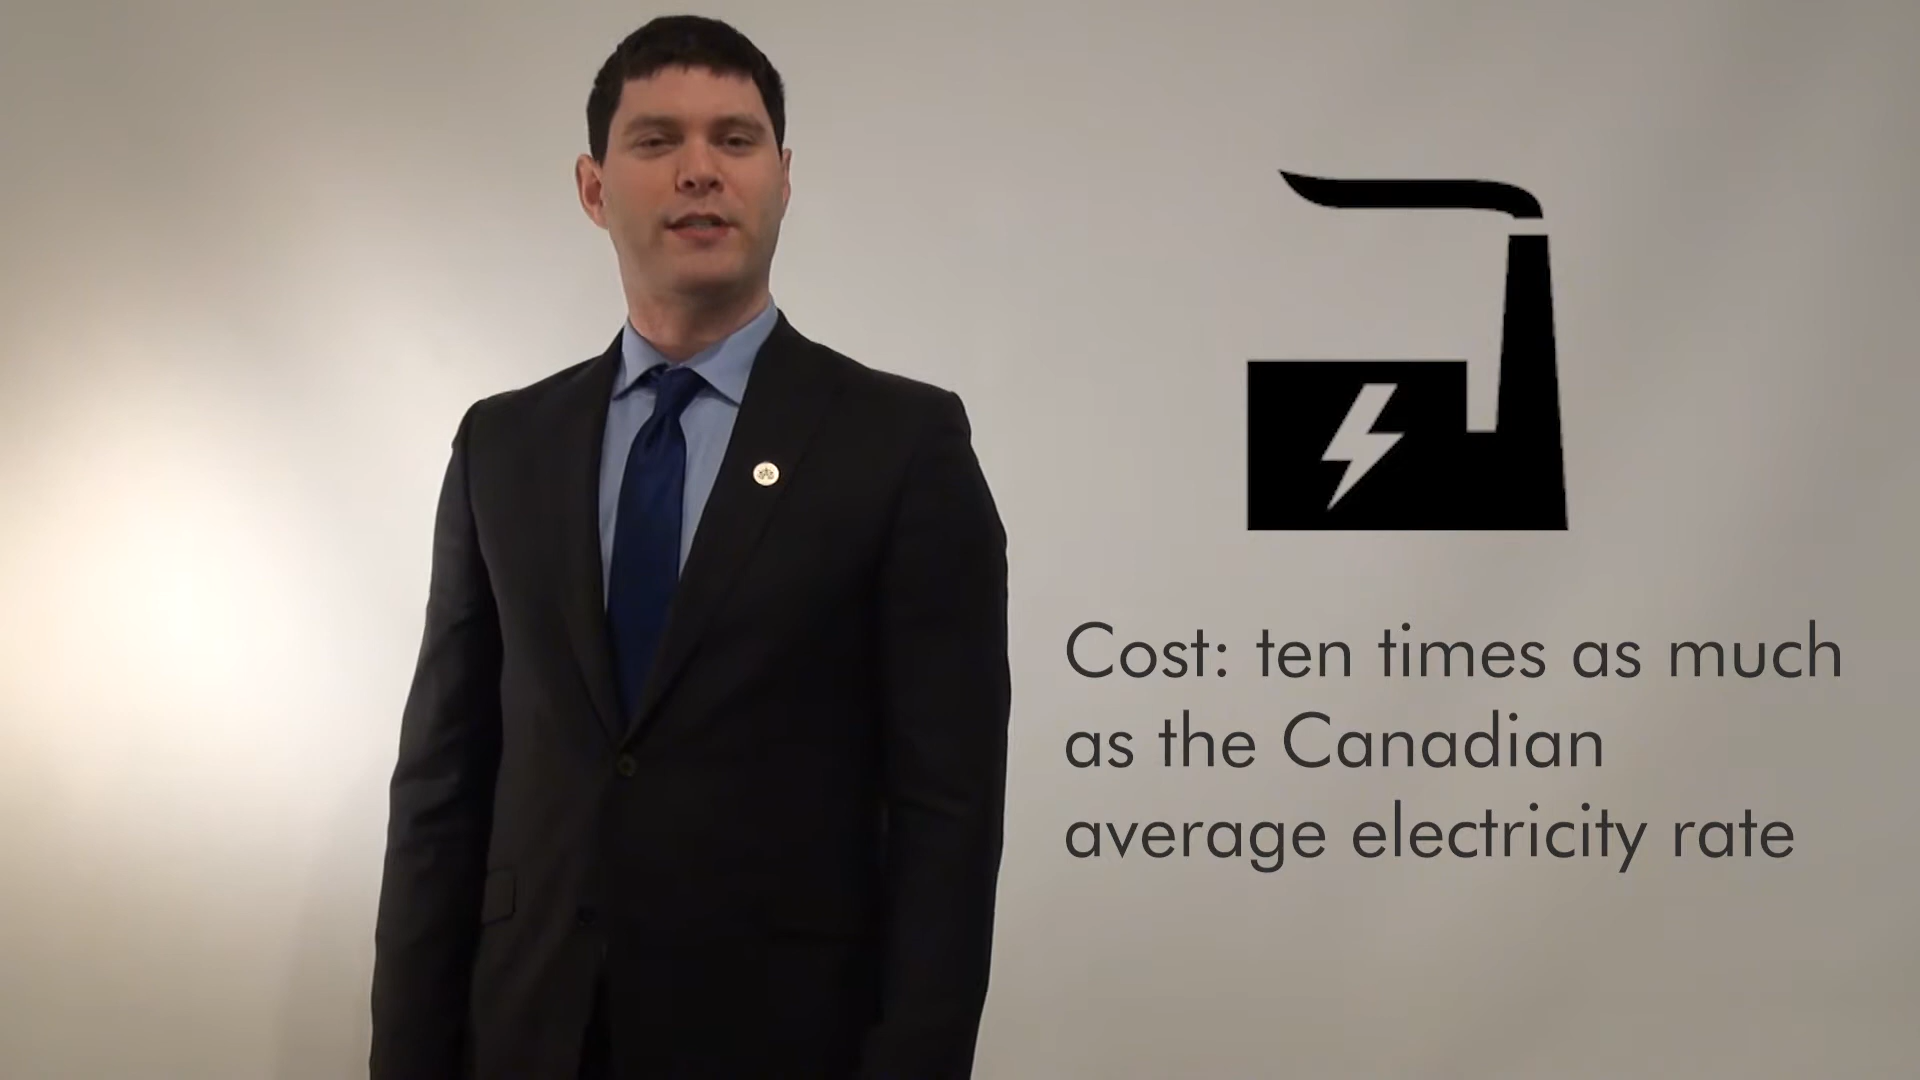 Cost: ten times as much
as the Canadian
average electricity rate